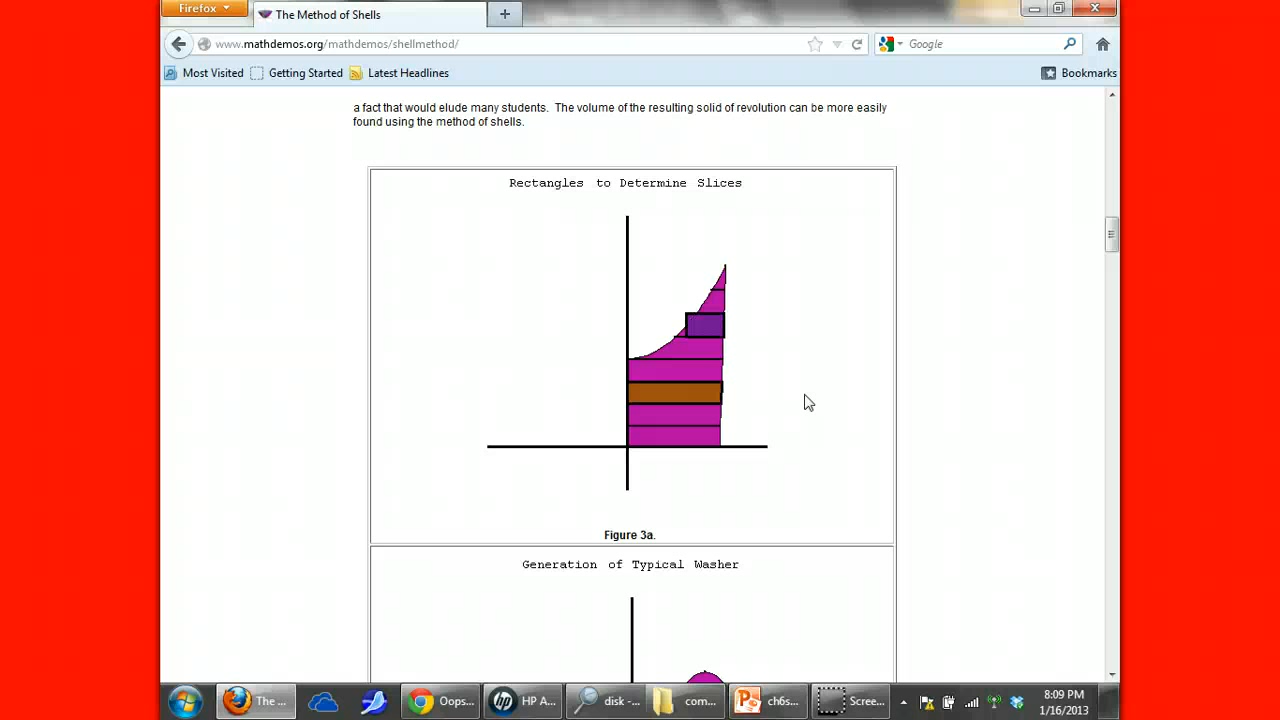 Firefox
The Method of Shells
www.mathdemos.org/mathdemos/shellmethod/
Google
Most Visited
Getting Started
Latest Headlines
Bookmarks
a fact that would elude many students. The volume of the resulting solid of revolution can be more easily
found using the method of shells.
Rectangles to Determine Slices
Figure 3a.
Generation of Typical Washer
The ...
Oops...
HP A...
disk -...
com...
ch6s...
Scree...
8:09 PM
1/16/2013